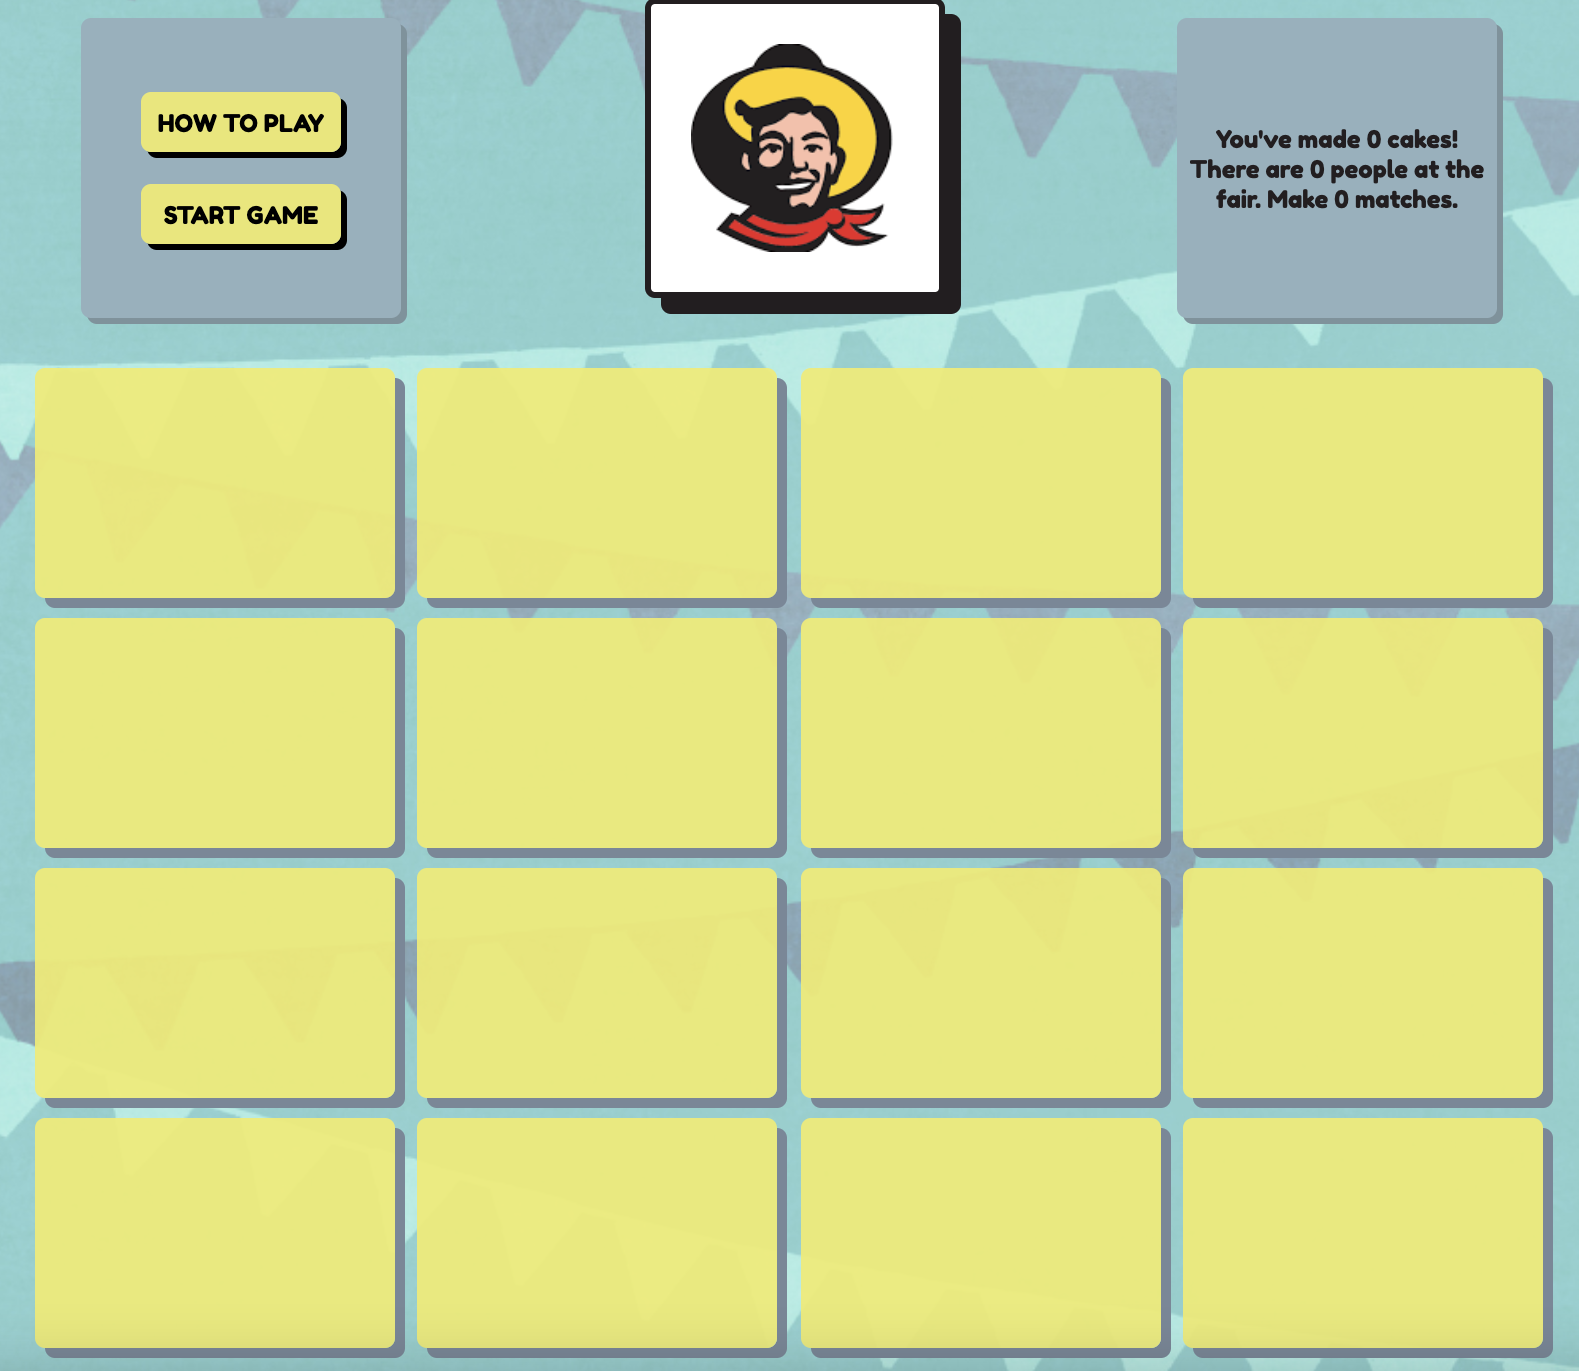 HOW TO PLAY
START GAME
You've made 0 cakes!
There are 0 people at the
fair. Make 0 matches.